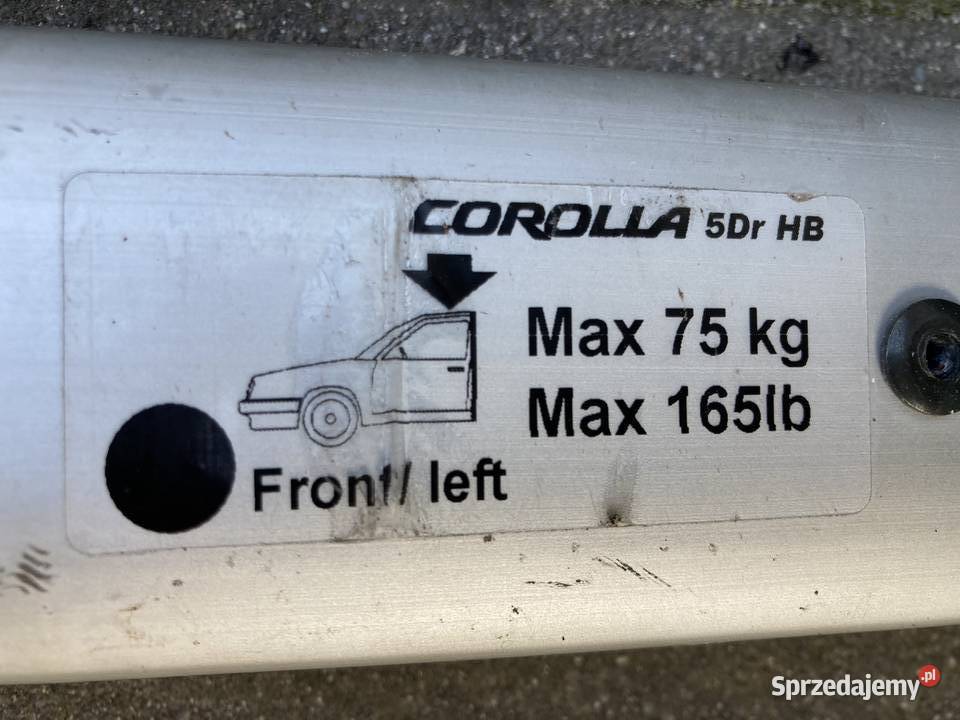 COROLLA 5Dr HB
Max 75 kg
Max 165lb
Front/ left
Sprzedajemy.pl